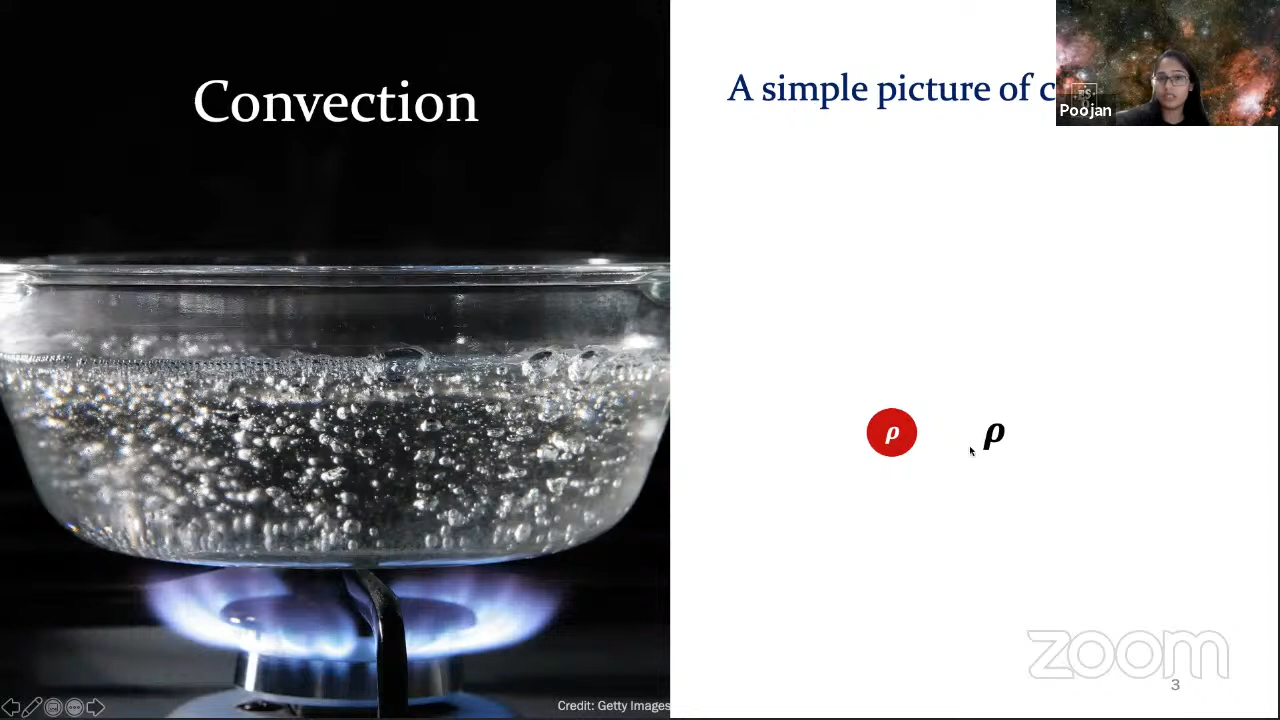 Convection
A simple picture of c
Poojan
ρ
ρ
zoom
3
Credit: Getty Images